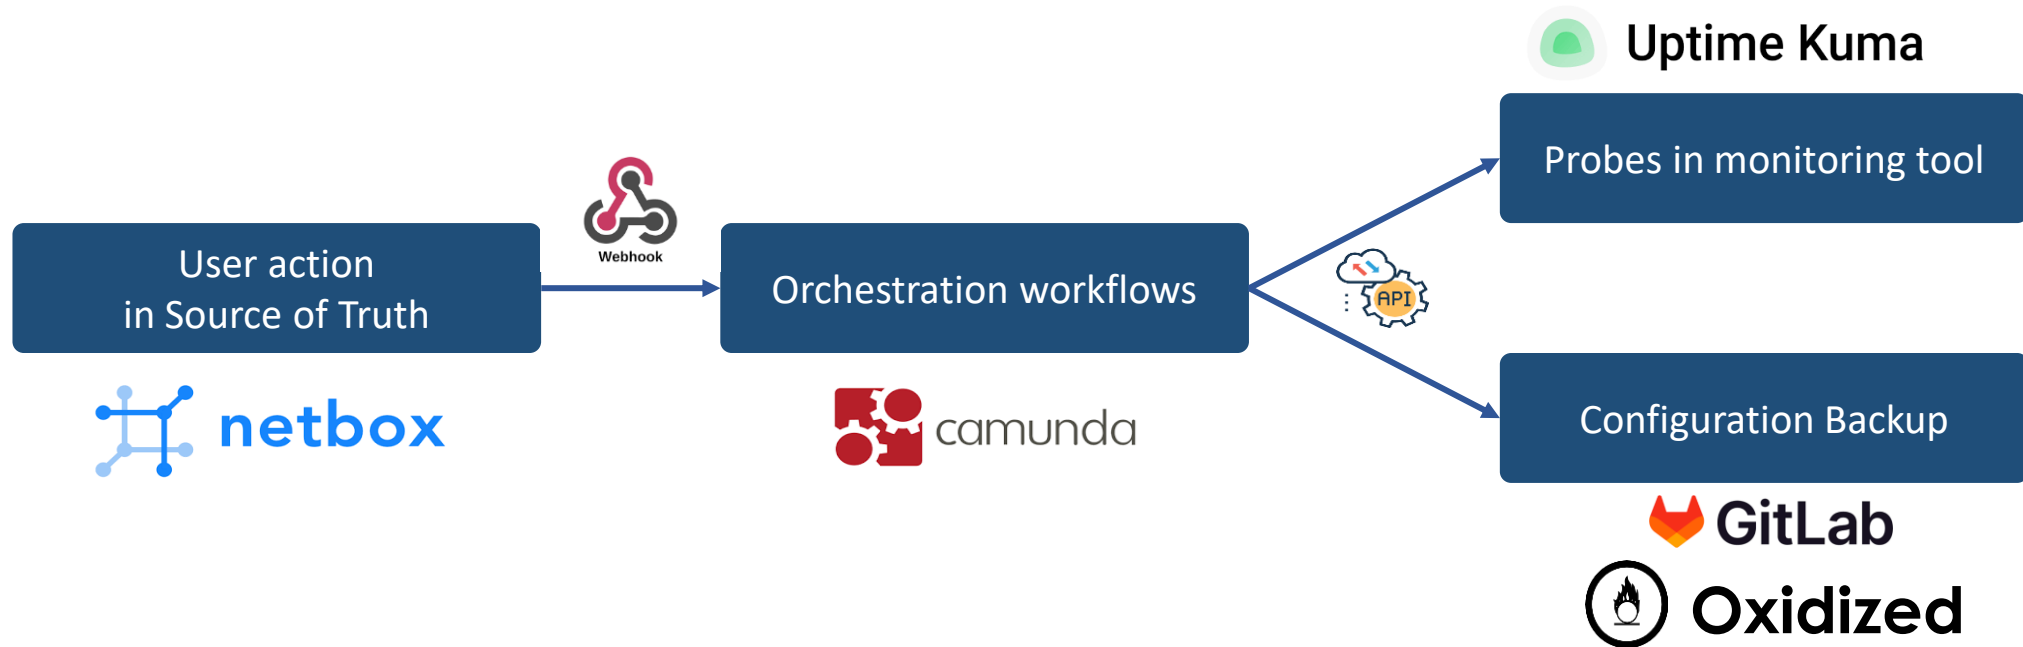 Uptime Kuma
Probes in monitoring tool
Webhook
User action
in Source of Truth
Orchestration workflows
API
netbox
camunda
Configuration Backup
GitLab
Oxidized